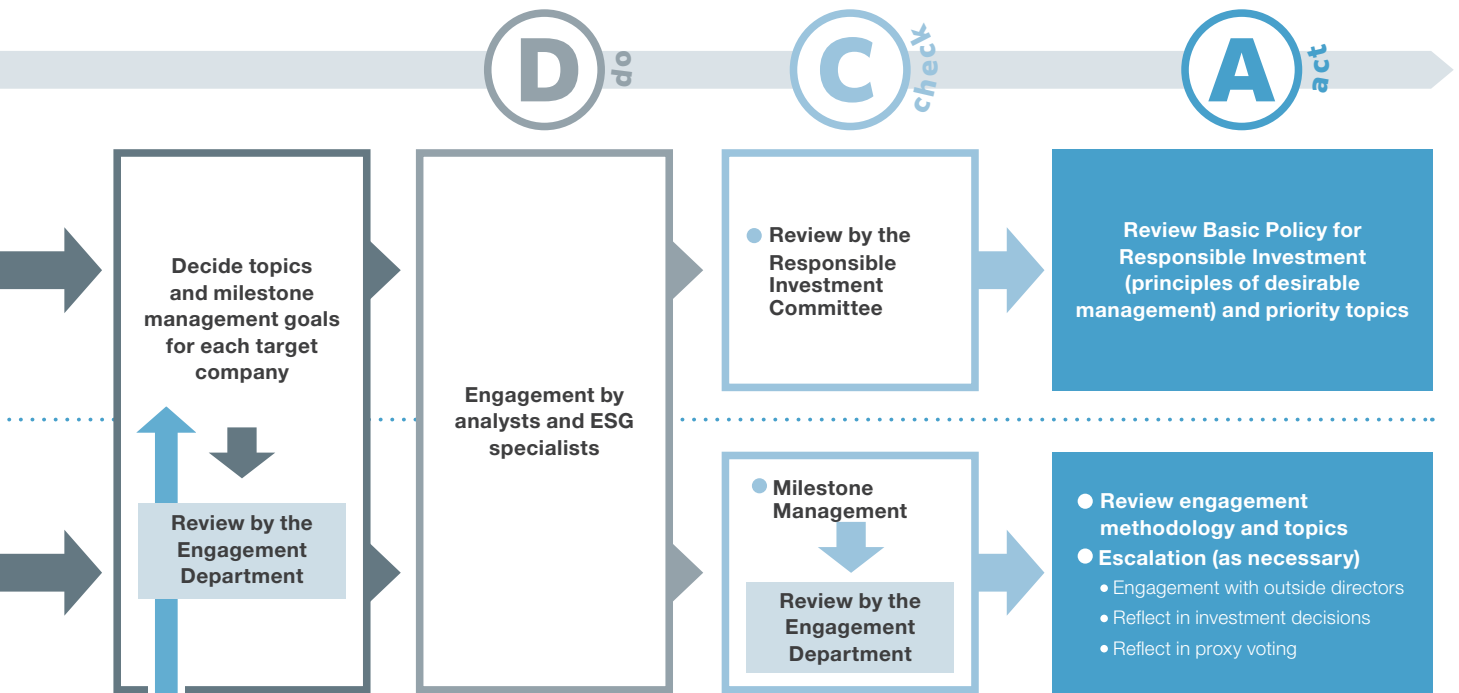 D do
C check
A act
Decide topics
and milestone
management goals
for each target
company
Review by the
Engagement
Department
Engagement by
analysts and ESG
specialists
Review by the
Responsible
Investment
Committee
Milestone
Management
Review by the
Engagement
Department
Review Basic Policy for
Responsible Investment
(principles of desirable
management) and priority topics
Review engagement
methodology and topics
Escalation (as necessary)
Engagement with outside directors
Reflect in investment decisions
Reflect in proxy voting